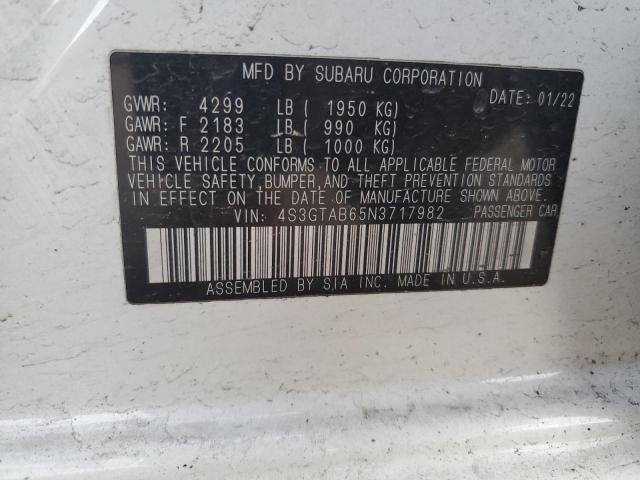 MFD BY SUBARU CORPORATION
DATE: 01/22
GVWR: 4299 LB ( 1950 KG)
GAWR: F 2183 LB ( 990 KG)
GAWR: R 2205 LB ( 1000 KG)
THIS VEHICLE CONFORMS TO ALL APPLICABLE FEDERAL MOTOR
VEHICLE SAFETY,BUMPER,AND THEFT PREVENTION STANDARDS
IN EFFECT ON THE DATE OF MANUFACTURE SHOWN ABOVE.
VIN: 4S3GTAB65N3717982 PASSENGER CAR
ASSEMBLED BY SIA INC. MADE IN U.S.A.